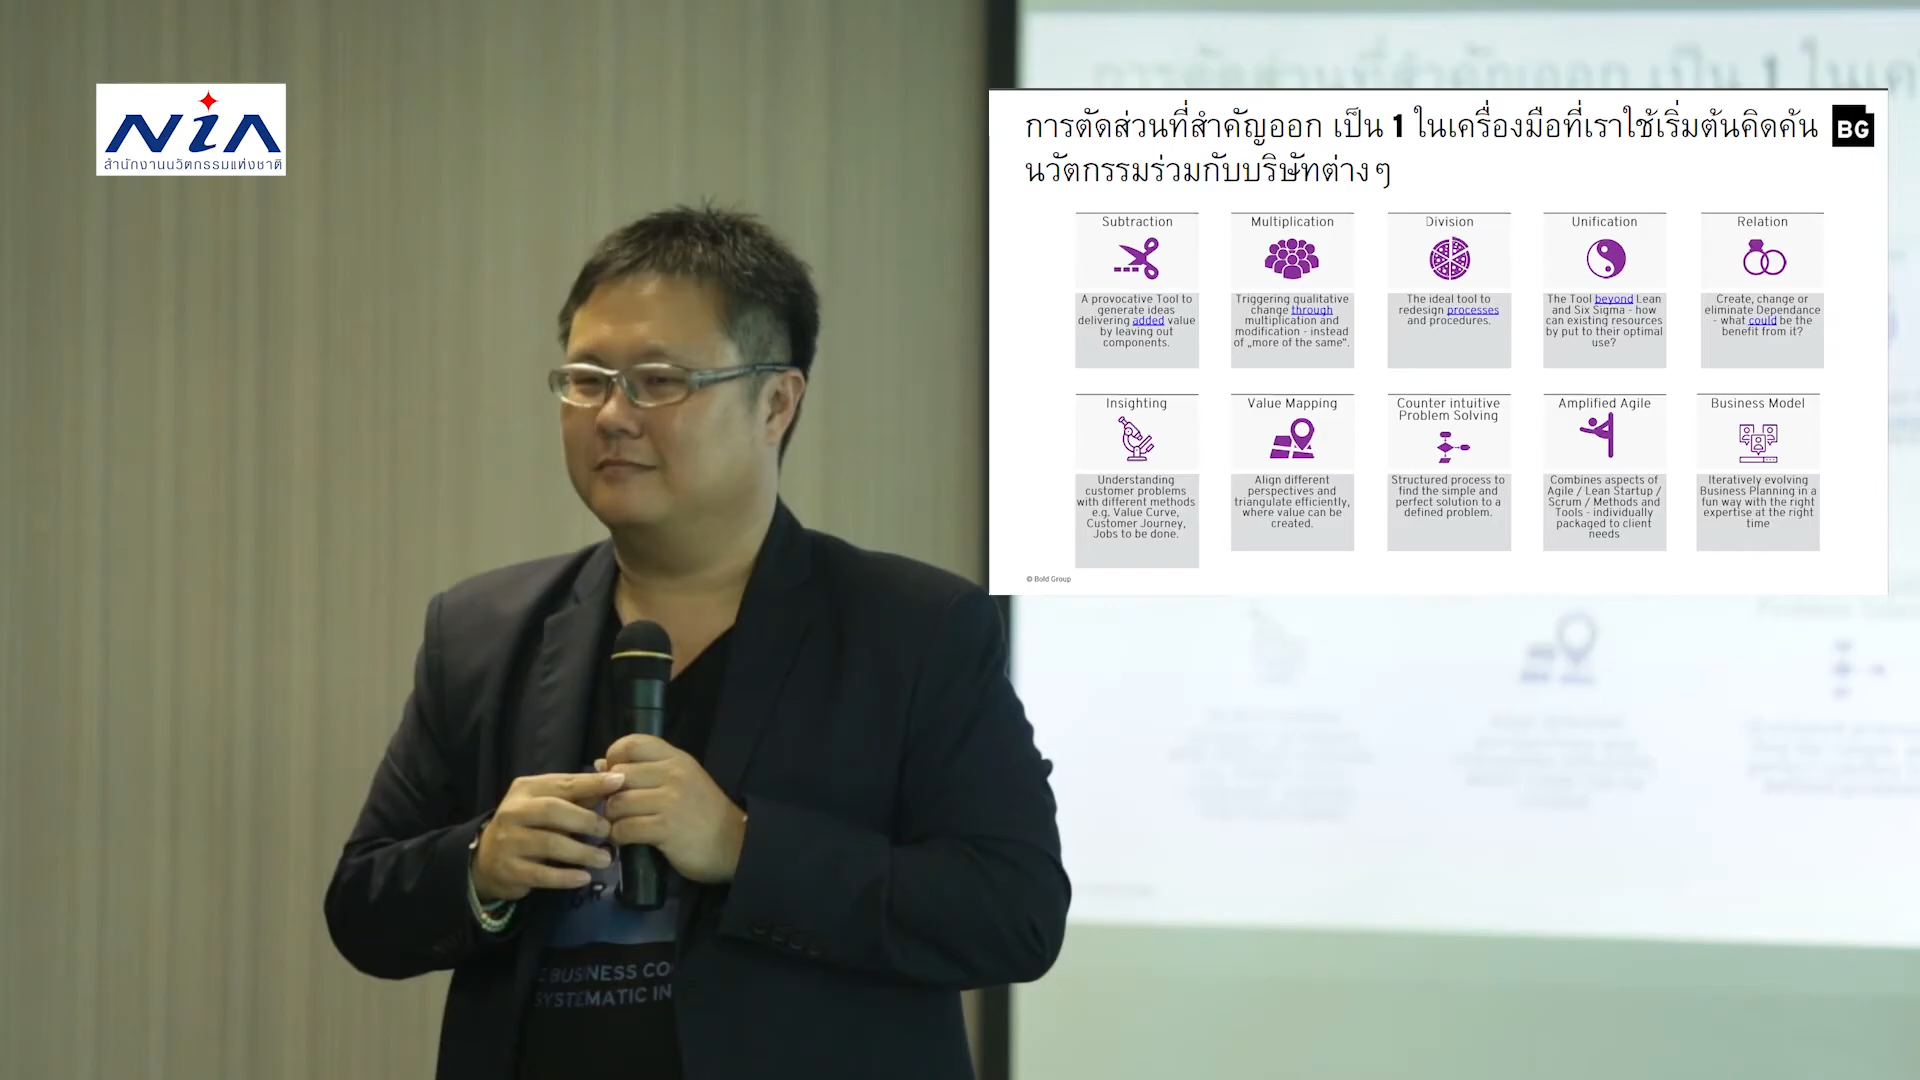 NiA
สำนักงานนวัตกรรมแห่งชาติ
การตัดส่วนที่สำคัญออก เป็น 1 ในเครื่องมือที่เราใช้เริ่มต้นคิดค้น
นวัตกรรมร่วมกับบริษัทต่างๆ
BG
Subtraction
A provocative Tool to
generate ideas
delivering added value
by leaving out
components.
Multiplication
Triggering qualitative
change through
multiplication and
modification - instead
of „more of the same“.
Division
The ideal tool to
redesign processes
and procedures.
Unification
The Tool beyond Lean
and Six Sigma - how
can existing resources
by put to their optimal
use?
Relation
Create, change or
eliminate Dependance
- what could be the
benefit from it?
Insighting
Understanding
customer problems
with different methods
e.g. Value Curve,
Customer Journey,
Jobs to be done.
Value Mapping
Align different
perspectives and
triangulate efficiently,
where value can be
created.
Counter intuitive
Problem Solving
Structured process to
find the simple and
perfect solution to a
defined problem.
Amplified Agile
Combines aspects of
Agile / Lean Startup /
Scrum / Methods and
Tools - individually
packaged to client
needs
Business Model
Iteratively evolving
Business Planning in a
fun way with the right
expertise at the right
time
© Bold Group
BUSINESS CO
SYSTEMATIC IN